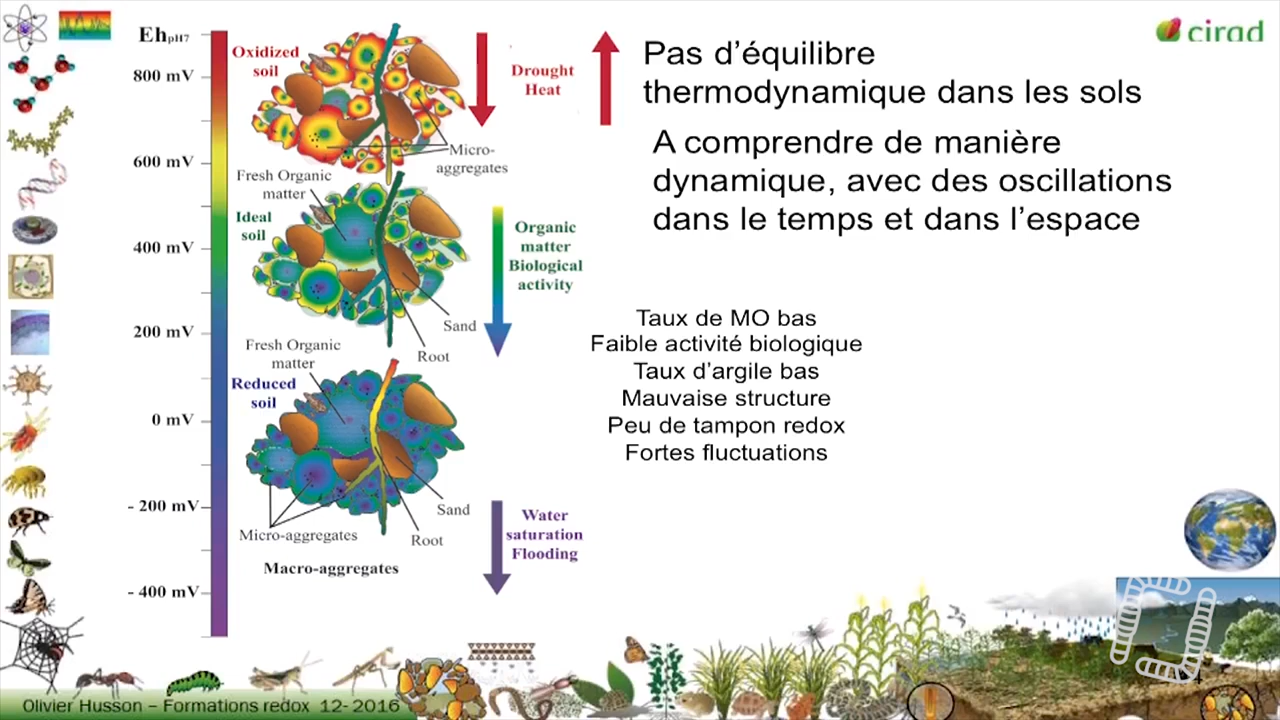 Eh pH7
800 mV
600 mV
400 mV
200 mV
0 mV
- 200 mV
- 400 mV
Oxidized
soil
Drought
Heat
Micro-
aggregates
Fresh Organic
matter
Ideal
soil
Organic
matter
Biological
activity
Sand
Root
Fresh Organic
matter
Reduced
soil
Sand
Root
Micro-aggregates
Macro-aggregates
Water
saturation
Flooding
cirad
Pas d’équilibre
thermodynamique dans les sols
A comprendre de manière
dynamique, avec des oscillations
dans le temps et dans l’espace
Taux de MO bas
Faible activité biologique
Taux d’argile bas
Mauvaise structure
Peu de tampon redox
Fortes fluctuations
Olivier Husson – Formations redox 12- 2016